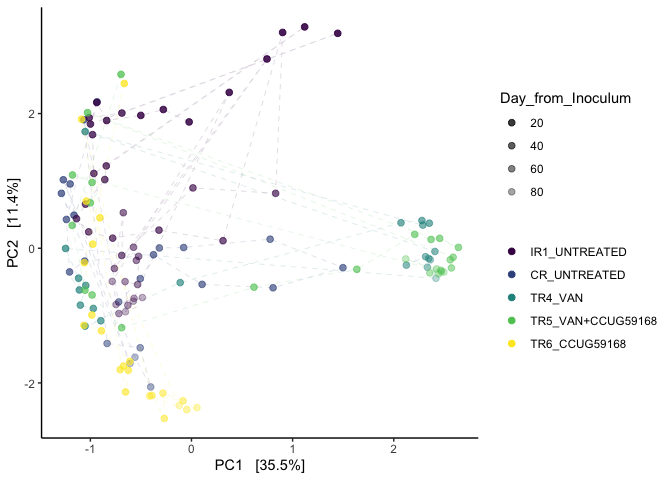 2
0
-2
PC2 [11.4%]
-1
0
1
2
PC1 [35.5%]
Day_from_Inoculum
20
40
60
80
IR1_UNTREATED
CR_UNTREATED
TR4_VAN
TR5_VAN+CCUG59168
TR6_CCUG59168